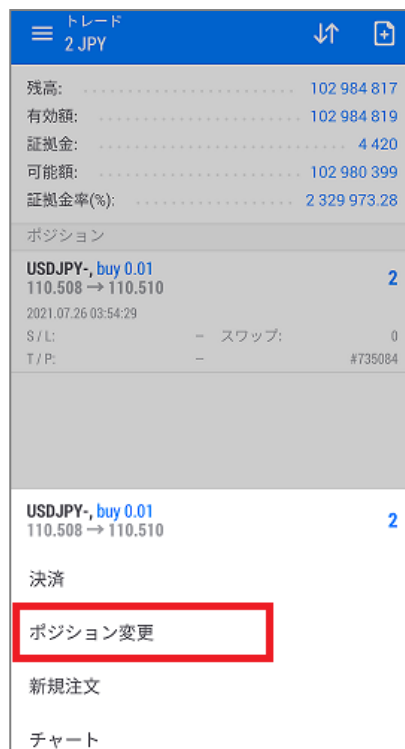 トレード
2 JPY
残高: 102 984 817
有効額: 102 984 819
証拠金: 4 420
可能額: 102 980 399
証拠金率(%): 2 329 973.28
ポジション
USDJPY-, buy 0.01 2
110.508 → 110.510
2021.07.26 03:54:29
S / L: – スワップ: 0
T / P: – #735084
USDJPY-, buy 0.01 2
110.508 → 110.510
決済
ポジション変更
新規注文
チャート